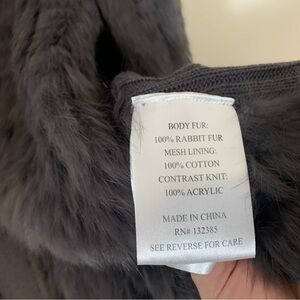 BODY FUR:
100% RABBIT FUR
MESH LINING:
100% COTTON
CONTRAST KNIT:
100% ACRYLIC
MADE IN CHINA
RN# 132385
SEE REVERSE FOR CARE